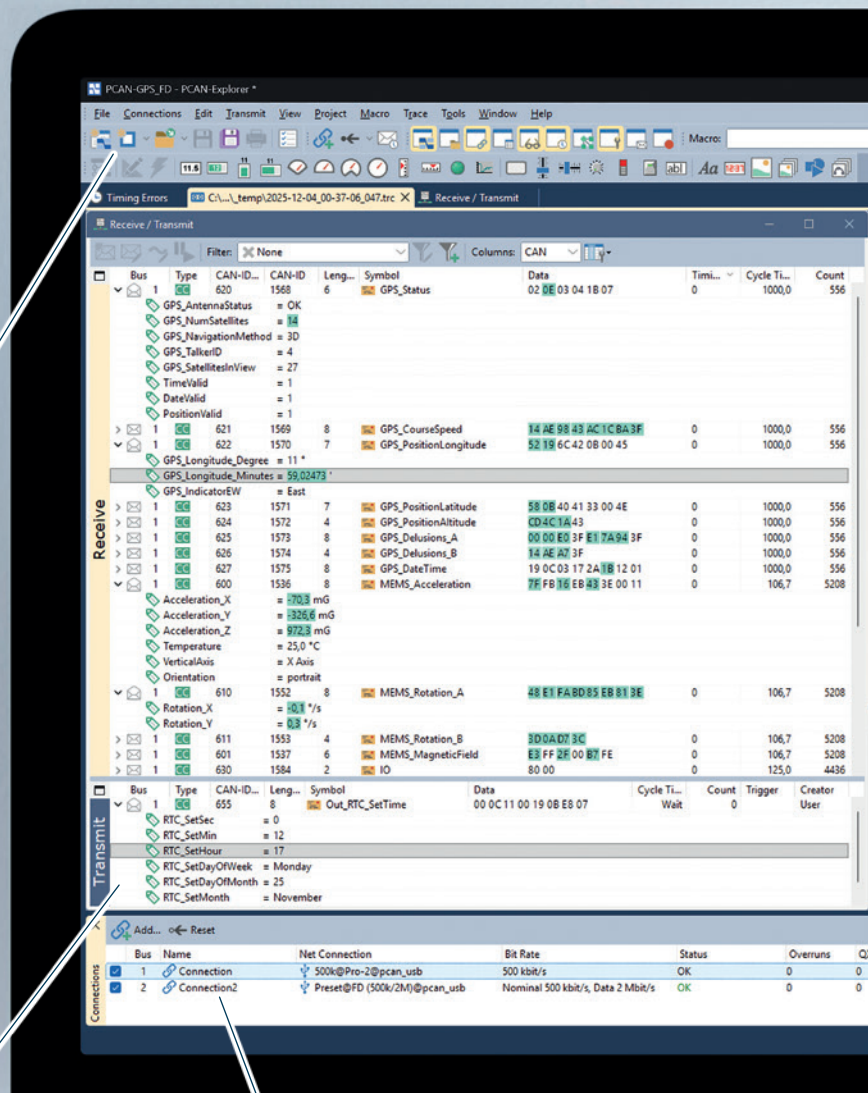 PCAN-GPS_FD - PCAN-Explorer *
File Connections Edit Transmit View Project Macro Trace Tools Window Help
Macro:
Timing Errors C:\...\_temp\2025-12-04_00-37-06_047.trc Receive / Transmit
Receive / Transmit
Filter: None Columns: CAN
Bus Type CAN-ID... CAN-ID Leng... Symbol Data Timi... Cycle Ti... Count
1 CC 620 1568 6 GPS_Status 02 0E 03 04 1B 07 0 1000,0 556
GPS_AntennaStatus = OK
GPS_NumSatellites = 14
GPS_NavigationMethod = 3D
GPS_TalkerID = 4
GPS_SatellitesInView = 27
TimeValid = 1
DateValid = 1
PositionValid = 1
1 CC 621 1569 8 GPS_CourseSpeed 14 AE 98 43 AC 1C BA 3F 0 1000,0 556
1 CC 622 1570 7 GPS_PositionLongitude 52 19 6C 42 0B 00 45 0 1000,0 556
GPS_Longitude_Degree = 11 °
GPS_Longitude_Minutes = 59,02473 '
GPS_IndicatorEW = East
1 CC 623 1571 7 GPS_PositionLatitude 58 0B 40 41 33 00 4E 0 1000,0 556
1 CC 624 1572 4 GPS_PositionAltitude CD 4C 1A 43 0 1000,0 556
1 CC 625 1573 8 GPS_Delusions_A 00 00 E0 3F E1 7A 94 3F 0 1000,0 556
1 CC 626 1574 4 GPS_Delusions_B 14 AE A7 3F 0 1000,0 556
1 CC 627 1575 8 GPS_DateTime 19 0C 03 17 2A 1B 12 01 0 1000,0 556
1 CC 600 1536 8 MEMS_Acceleration 7F FB 16 EB 43 3E 00 11 0 106,7 5208
Acceleration_X = -70,3 mG
Acceleration_Y = -326,6 mG
Acceleration_Z = 972,3 mG
Temperature = 25,0 °C
VerticalAxis = X Axis
Orientation = portrait
1 CC 610 1552 8 MEMS_Rotation_A 48 E1 FA BD 85 EB 81 3E 0 106,7 5208
Rotation_X = -0,1 °/s
Rotation_Y = 0,3 °/s
1 CC 611 1553 4 MEMS_Rotation_B 3D 0A D7 3C 0 106,7 5208
1 CC 601 1537 6 MEMS_MagneticField E3 FF 2F 00 B7 FE 0 106,7 5208
1 CC 630 1584 2 IO 80 00 0 125,0 4436
Receive
Bus Type CAN-ID... Leng... Symbol Data Cycle Ti... Count Trigger Creator
1 CC 655 8 Out_RTC_SetTime 00 0C 11 00 19 0B E8 07 Wait 0 User
RTC_SetSec = 0
RTC_SetMin = 12
RTC_SetHour = 17
RTC_SetDayOfWeek = Monday
RTC_SetDayOfMonth = 25
RTC_SetMonth = November
Transmit
Add... Reset
Bus Name Net Connection Bit Rate Status Overruns
1 Connection 500k@Pro-2@pcan_usb 500 kbit/s OK 0 0
2 Connection2 Preset@FD (500k/2M)@pcan_usb Nominal 500 kbit/s, Data 2 Mbit/s OK 0 0
Connections